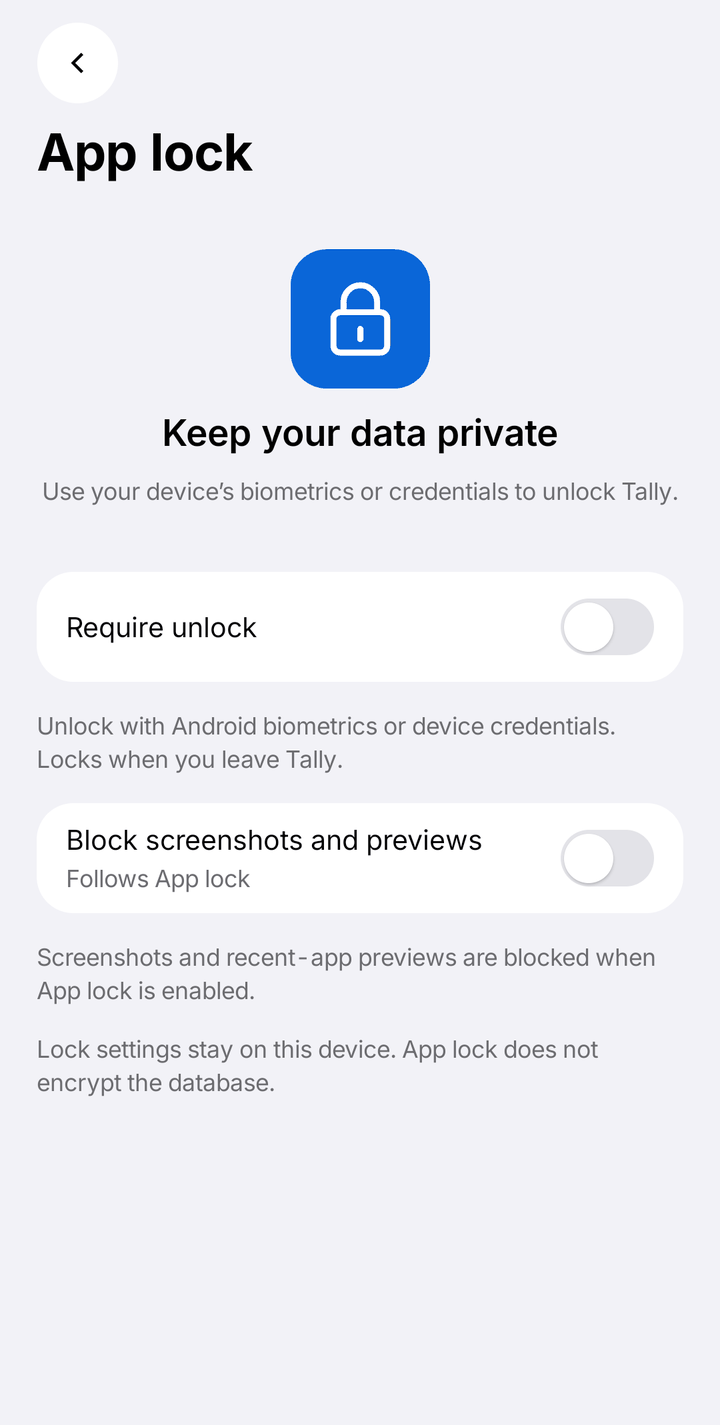 App lock
Keep your data private
Use your device’s biometrics or credentials to unlock Tally.
Require unlock
Unlock with Android biometrics or device credentials.
Locks when you leave Tally.
Block screenshots and previews
Follows App lock
Screenshots and recent-app previews are blocked when
App lock is enabled.
Lock settings stay on this device. App lock does not
encrypt the database.